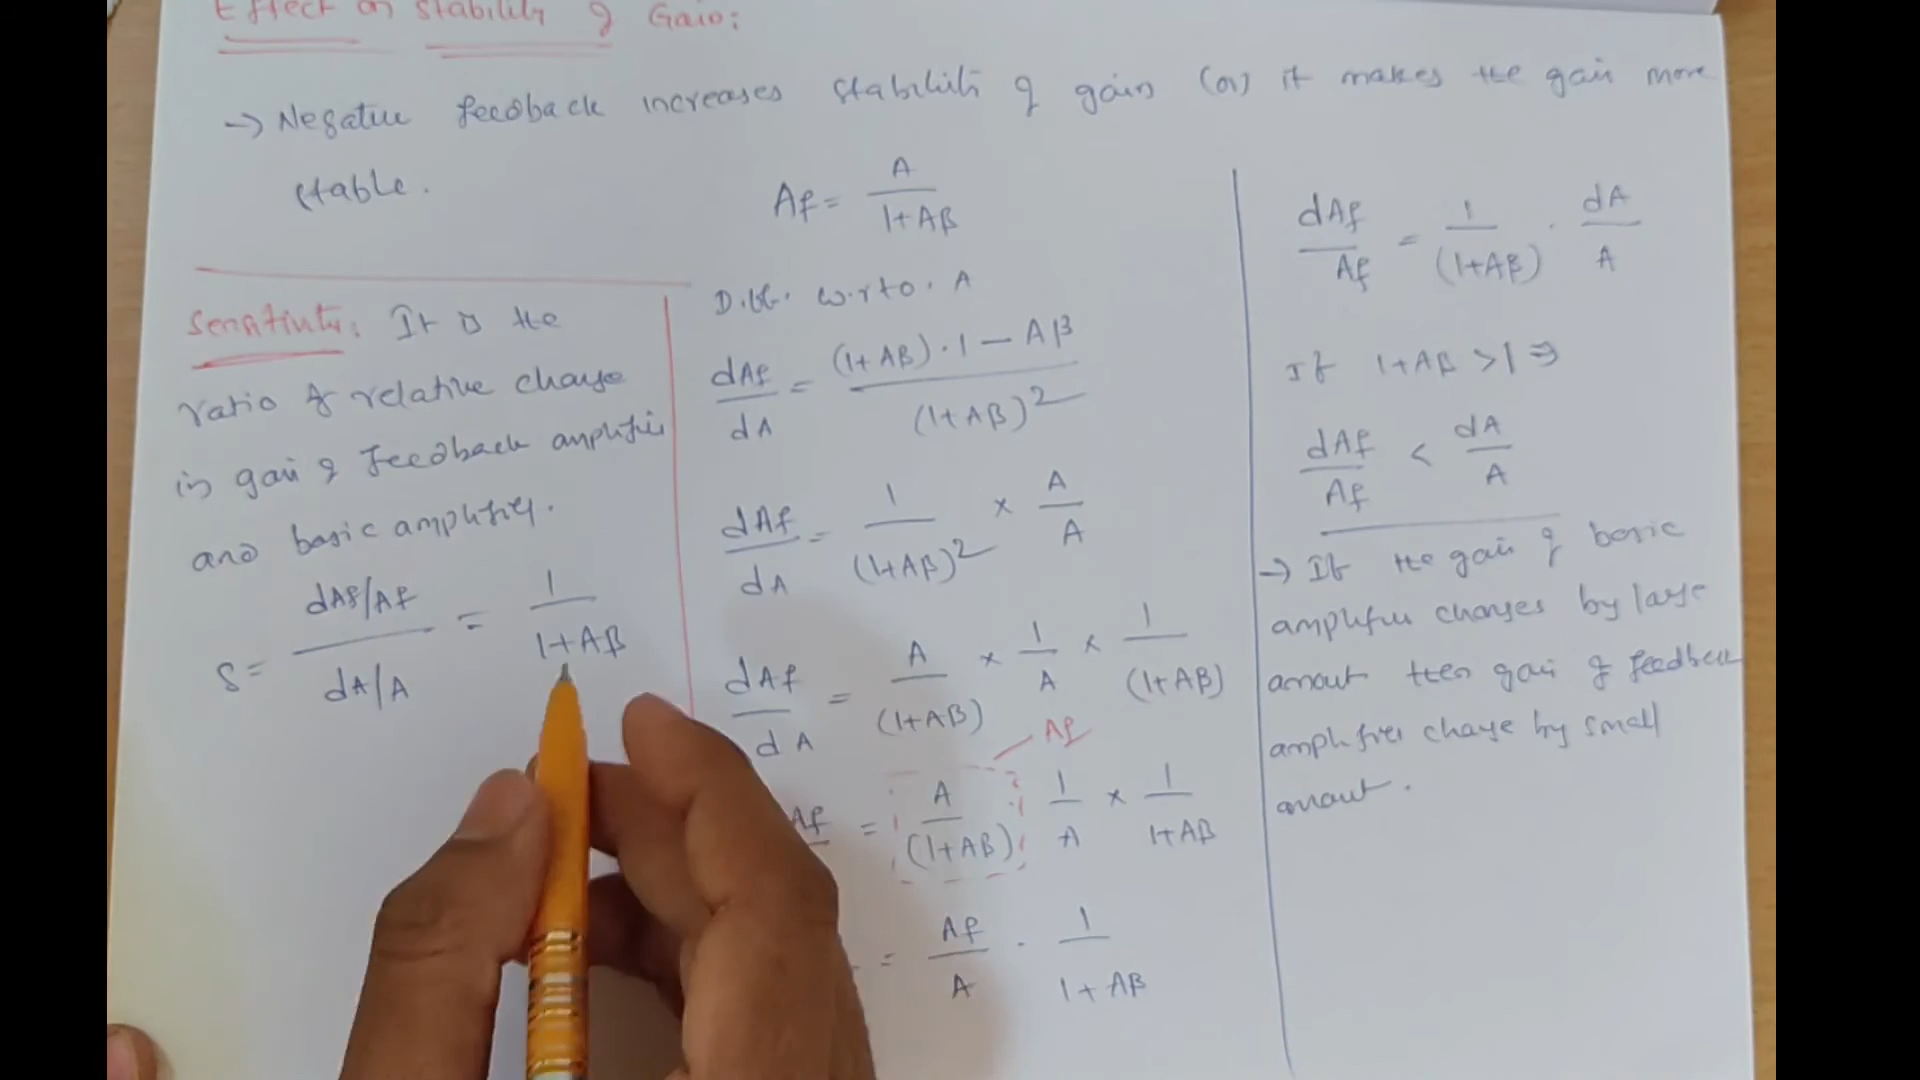 Effect on stability of Gain:
→ Negative feedback increases stability of gain (or) it makes the gain more
stable.
Af = A / 1+Aβ
Sensitivity: It is the
ratio of relative change
in gain of feedback amplifier
and basic amplifier.
S = dAf/Af / dA/A = 1 / 1+Aβ
Diff. w.r.to. A
dAf / dA = (1+Aβ).1 - Aβ / (1+Aβ)²
dAf / dA = 1 / (1+Aβ)² × A / A
dAf / dA = A / (1+Aβ) × 1 / A × 1 / (1+Aβ)
Af
Af = A / (1+Aβ) . 1 / A × 1 / 1+Aβ
= Af / A . 1 / 1+Aβ
dAf / Af = 1 / (1+Aβ) . dA / A
If 1+Aβ >1 ⇒
dAf / Af < dA / A
→ If the gain of basic
amplifier changes by large
amout then gain of feedback
amplifier change by small
amout.